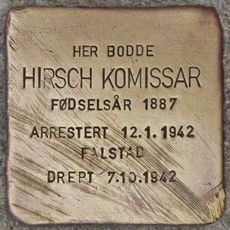 HER BODDE
HIRSCH KOMISSAR
FØDSELSÅR 1887
ARRESTERT 12.1.1942
FALSTAD
DREPT 7.10.1942